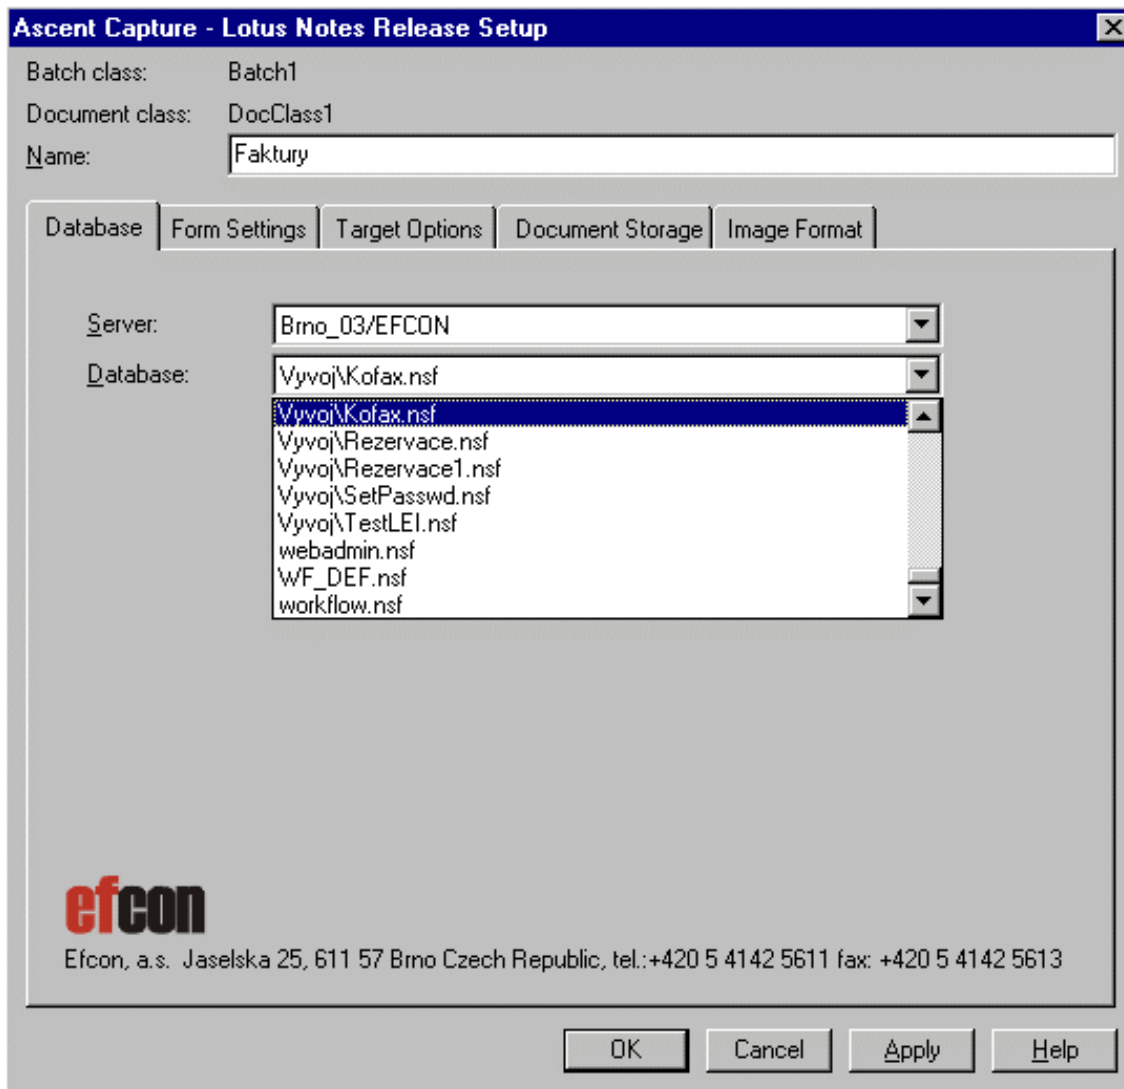 Ascent Capture - Lotus Notes Release Setup
Batch class: Batch1
Document class: DocClass1
Name: Faktury
Database Form Settings Target Options Document Storage Image Format
Server: Brno_03/EFCON
Database: Vyvoj\Kofax.nsf
Vyvoj\Kofax.nsf
Vyvoj\Rezervace.nsf
Vyvoj\Rezervace1.nsf
Vyvoj\SetPasswd.nsf
Vyvoj\TestLEI.nsf
webadmin.nsf
WF_DEF.nsf
workflow.nsf
efcon
Efcon, a.s. Jaselska 25, 611 57 Brno Czech Republic, tel.:+420 5 4142 5611 fax: +420 5 4142 5613
OK Cancel Apply Help